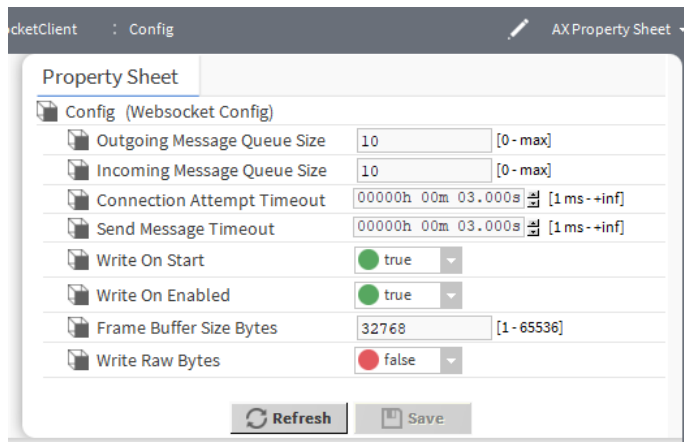 cketClient : Config AX Property Sheet
Property Sheet
Config (Websocket Config)
Outgoing Message Queue Size 10 [0 - max]
Incoming Message Queue Size 10 [0 - max]
Connection Attempt Timeout 00000h 00m 03.000s [1 ms - +inf]
Send Message Timeout 00000h 00m 03.000s [1 ms - +inf]
Write On Start true
Write On Enabled true
Frame Buffer Size Bytes 32768 [1 - 65536]
Write Raw Bytes false
Refresh Save